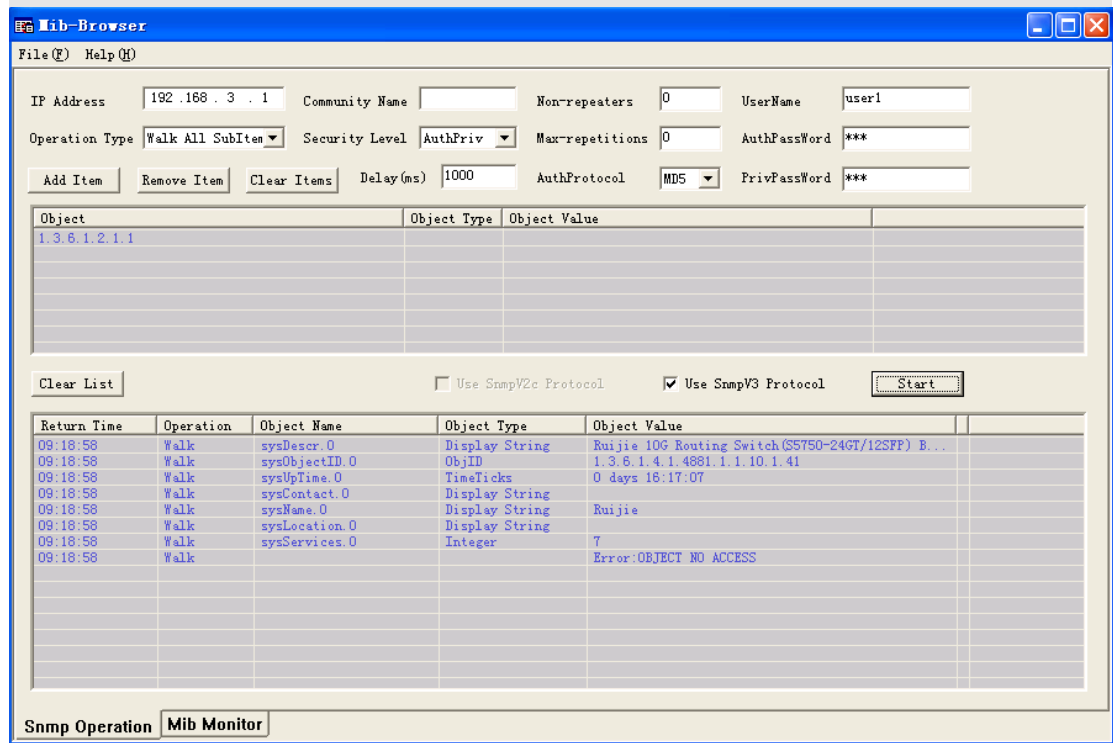 Mib-Browser
File(F) Help(H)
IP Address 192 .168 . 3 . 1 Community Name Non-repeaters 0 UserName user1
Operation Type Walk All SubItem Security Level AuthPriv Max-repetitions 0 AuthPassWord ***
Add Item Remove Item Clear Items Delay(ms) 1000 AuthProtocol MD5 PrivPassWord ***
Object Object Type Object Value
1.3.6.1.2.1.1
Clear List Use SnmpV2c Protocol Use SnmpV3 Protocol Start
Return Time Operation Object Name Object Type Object Value
09:18:58 Walk sysDescr.0 Display String Ruijie 10G Routing Switch(S5750-24GT/12SFP) B...
09:18:58 Walk sysObjectID.0 ObjID 1.3.6.1.4.1.4881.1.1.10.1.41
09:18:58 Walk sysUpTime.0 TimeTicks 0 days 16:17:07
09:18:58 Walk sysContact.0 Display String
09:18:58 Walk sysName.0 Display String Ruijie
09:18:58 Walk sysLocation.0 Display String
09:18:58 Walk sysServices.0 Integer 7
09:18:58 Walk Error:OBJECT NO ACCESS
Snmp Operation Mib Monitor